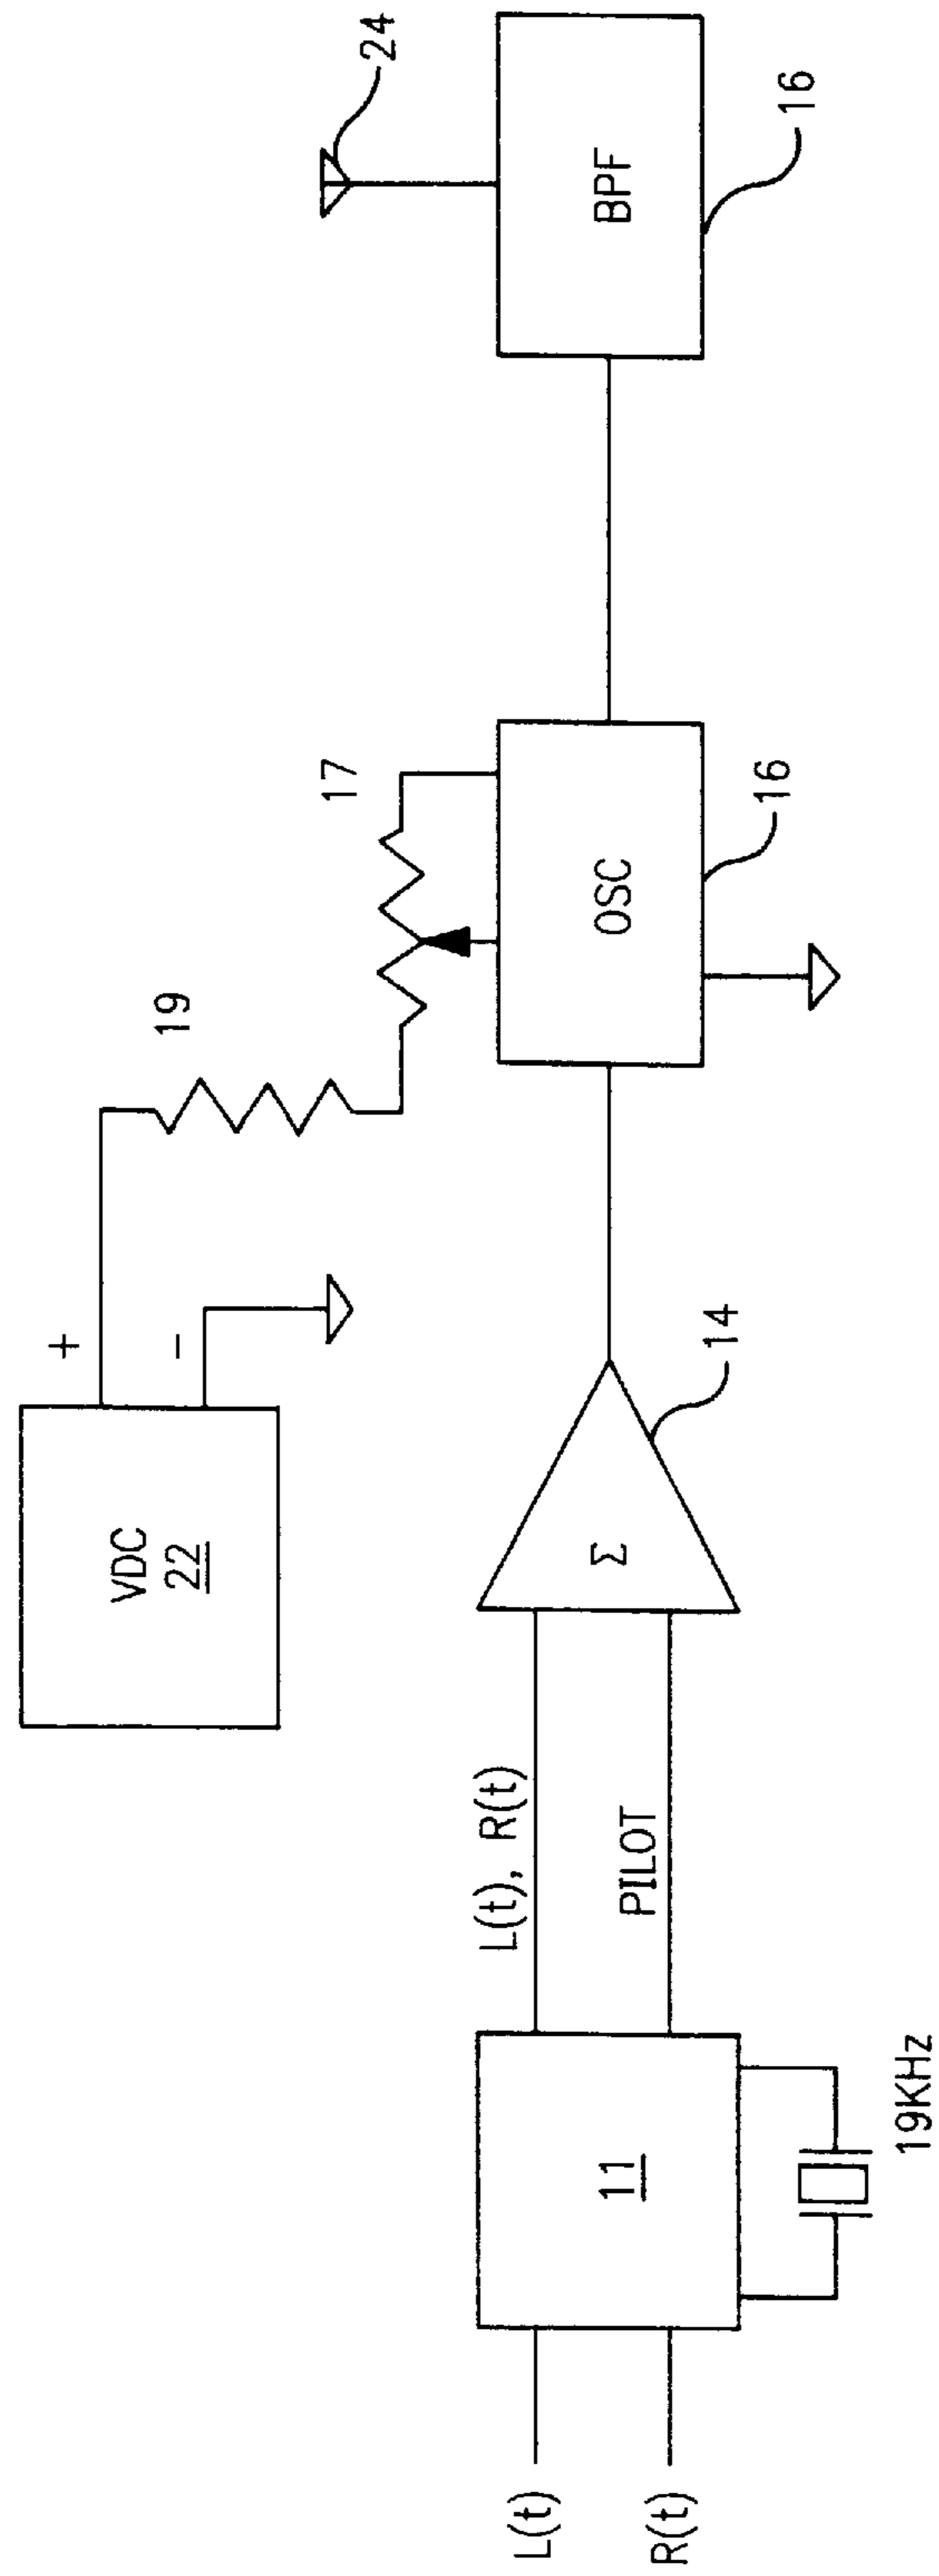 VDC
22
+
−
19
17
24
L(t)
R(t)
11
19KHz
L(t), R(t)
PILOT
Σ
14
OSC
16
BPF
16